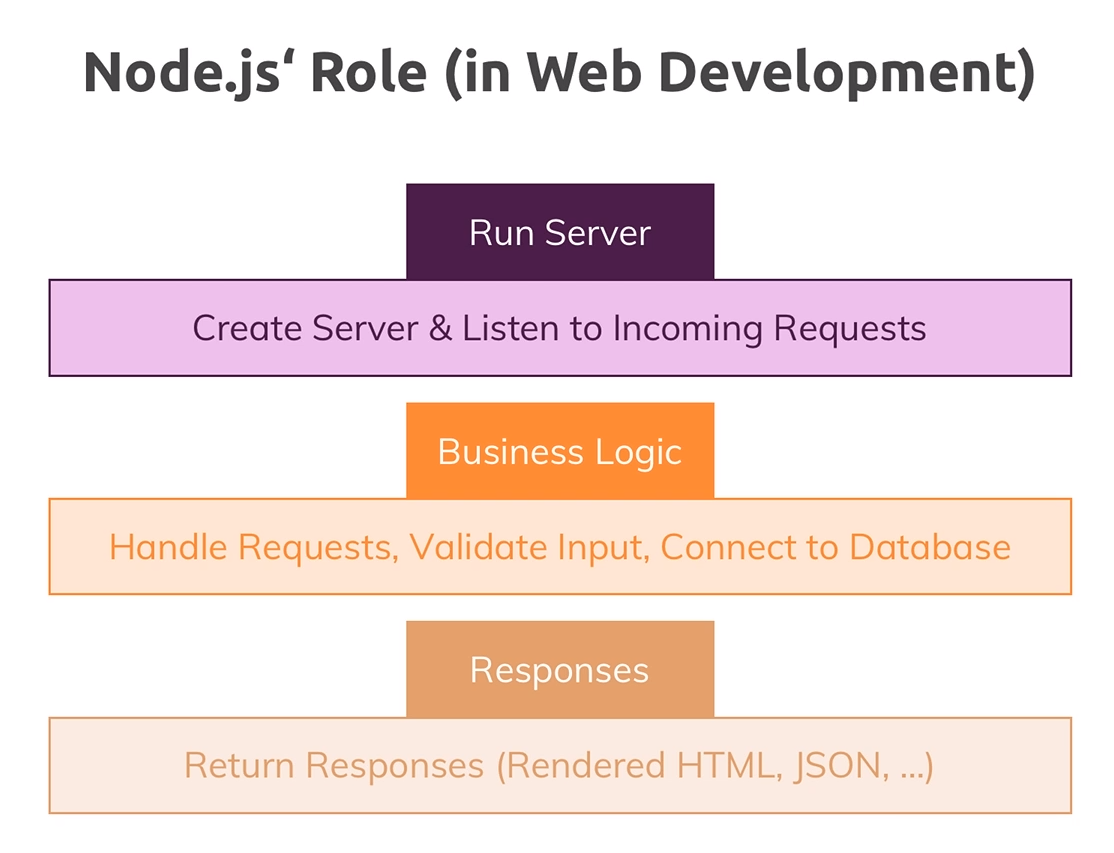 Node.js‘ Role (in Web Development)
Run Server
Create Server & Listen to Incoming Requests
Business Logic
Handle Requests, Validate Input, Connect to Database
Responses
Return Responses (Rendered HTML, JSON, ...)